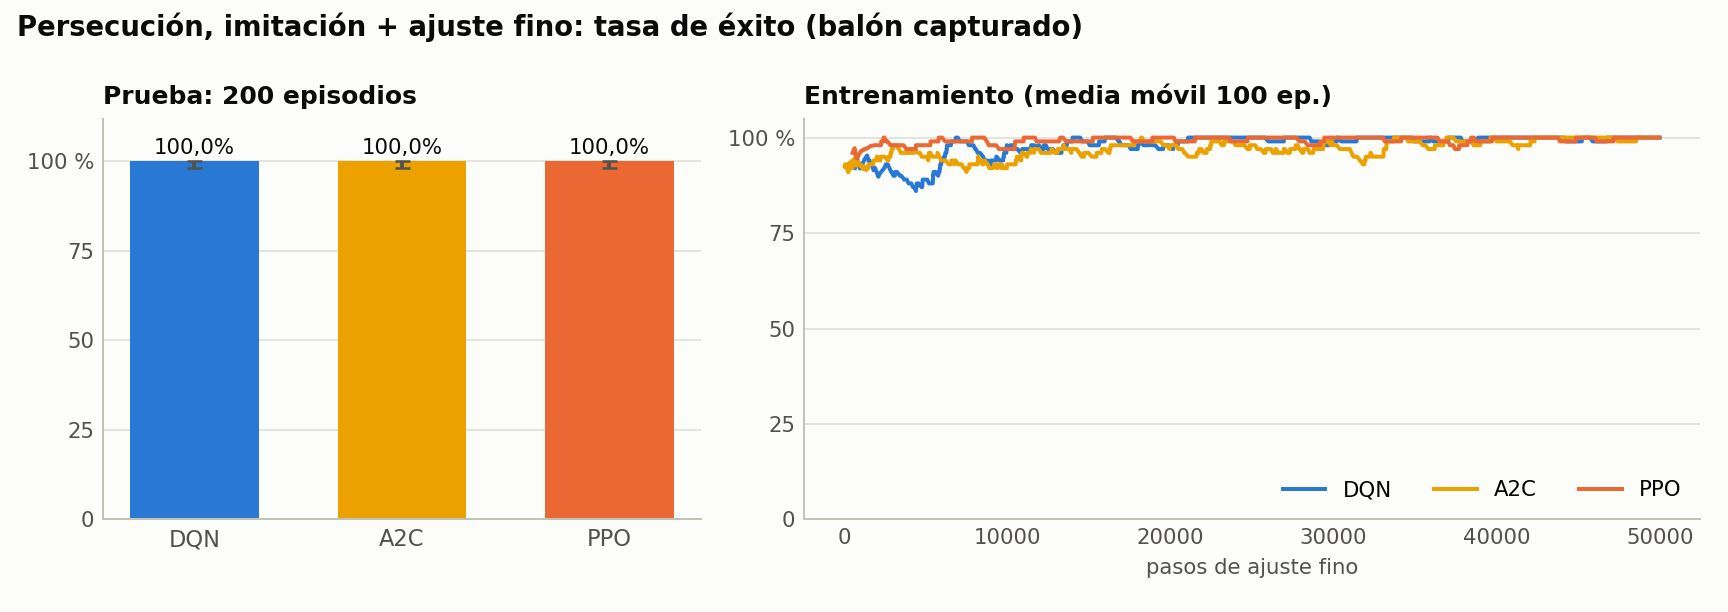 Persecución, imitación + ajuste fino: tasa de éxito (balón capturado)
Prueba: 200 episodios
100,0% 100,0% 100,0%
100 %
75
50
25
0
DQN A2C PPO
Entrenamiento (media móvil 100 ep.)
100 %
75
50
25
0
DQN A2C PPO
0 10000 20000 30000 40000 50000
pasos de ajuste fino